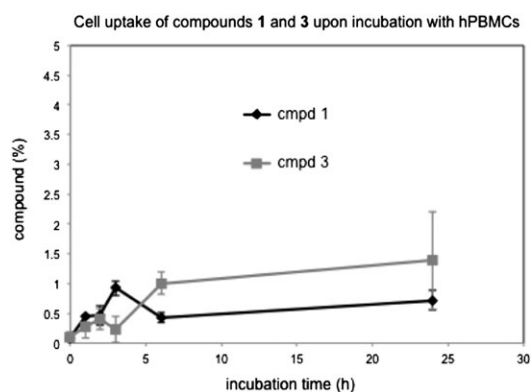 Cell uptake of compounds 1 and 3 upon incubation with hPBMCs
5
4.5
4
3.5
3
2.5
2
1.5
1
0.5
0
compound (%)
cmpd 1
cmpd 3
0 5 10 15 20 25 30
incubation time (h)